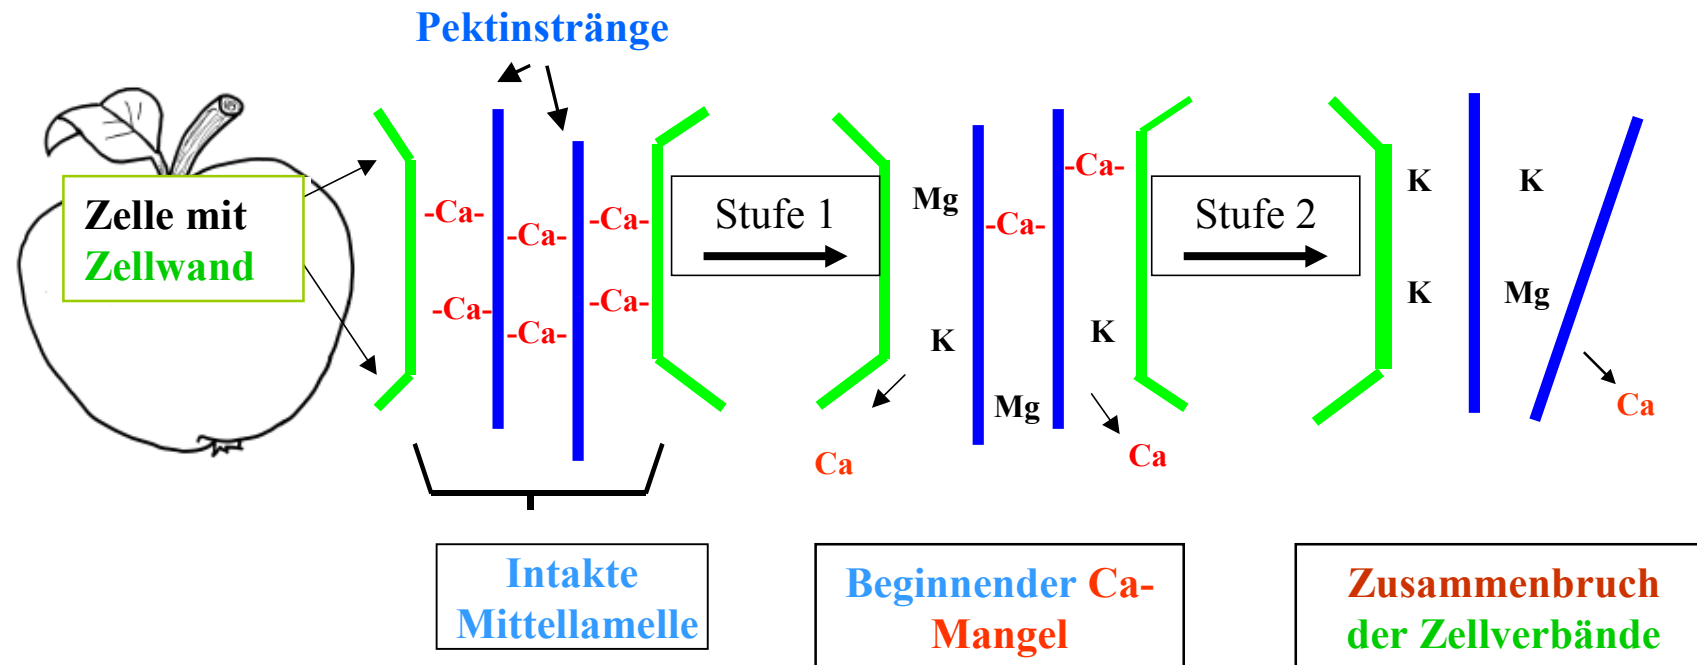 Pektinstränge
Zelle mit
Zellwand
-Ca-
-Ca-
-Ca-
-Ca-
-Ca-
-Ca-
Stufe 1
Mg
K
Ca
-Ca-
Mg
-Ca-
K
Ca
Stufe 2
K
K
K
Mg
Ca
Intakte
Mittellamelle
Beginnender Ca-
Mangel
Zusammenbruch
der Zellverbände